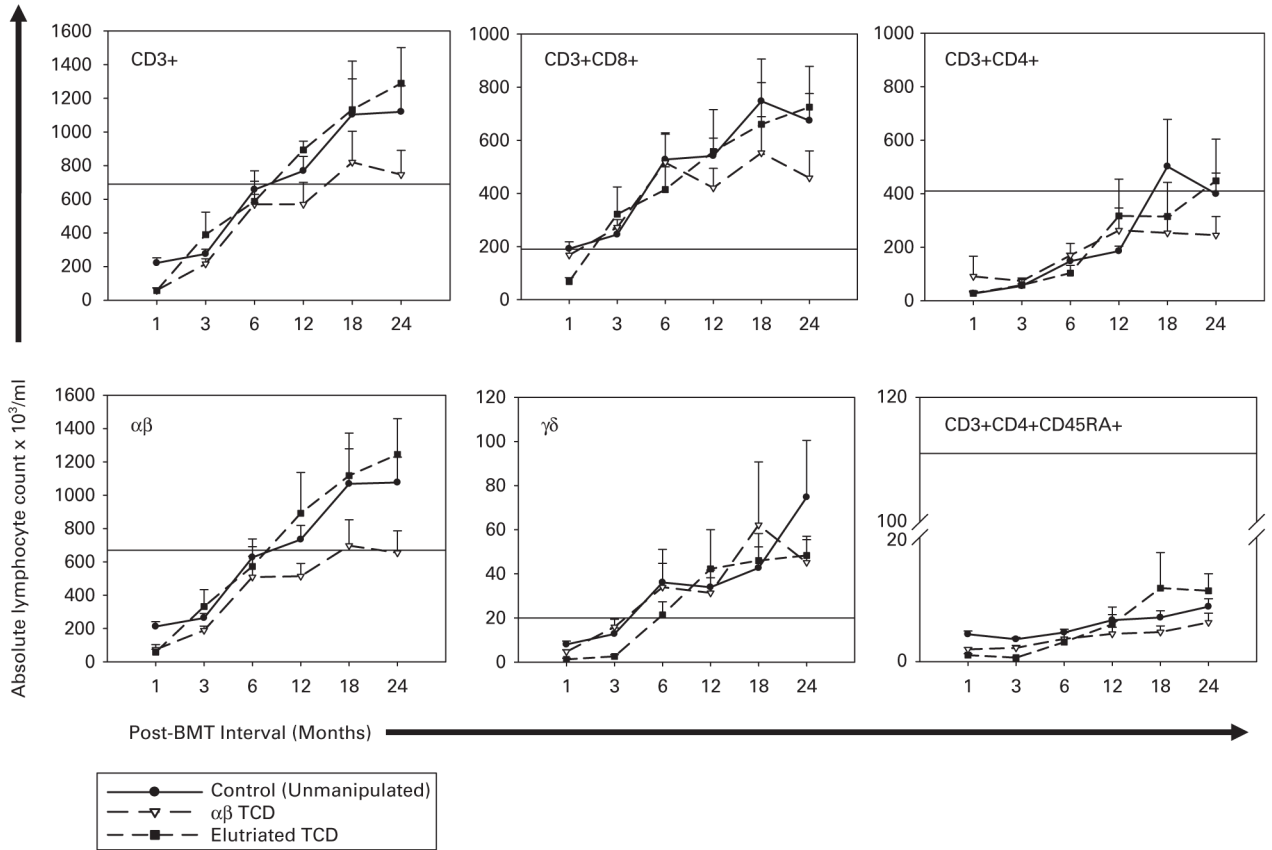 CD3+
1600
1400
1200
1000
800
600
400
200
0
1 3 6 12 18 24
CD3+CD8+
1000
800
600
400
200
0
1 3 6 12 18 24
CD3+CD4+
1000
800
600
400
200
0
1 3 6 12 18 24
αβ
1600
1400
1200
1000
800
600
400
200
0
1 3 6 12 18 24
γδ
120
100
80
60
40
20
0
1 3 6 12 18 24
CD3+CD4+CD45RA+
120
100
20
0
1 3 6 12 18 24
Absolute lymphocyte count x 10³/ml
Post-BMT Interval (Months)
Control (Unmanipulated)
αβ TCD
Elutriated TCD